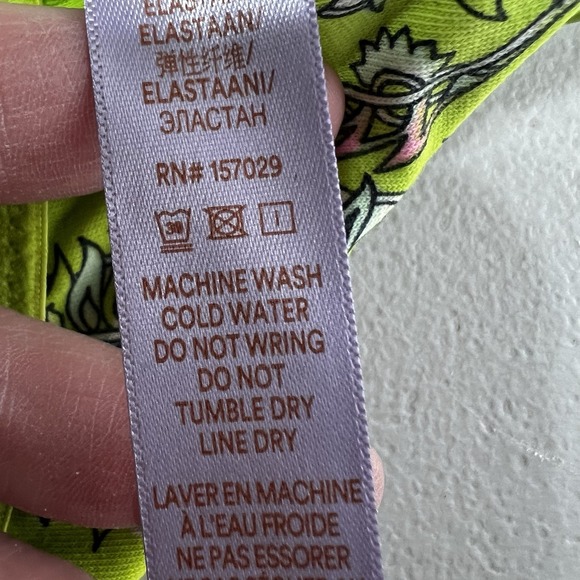 ELASTAN/
ELASTAAN/
弹性纤维/
ELASTAANI/
ЭЛАСТАН
RN# 157029
30
MACHINE WASH
COLD WATER
DO NOT WRING
DO NOT
TUMBLE DRY
LINE DRY
LAVER EN MACHINE
À L'EAU FROIDE
NE PAS ESSORER